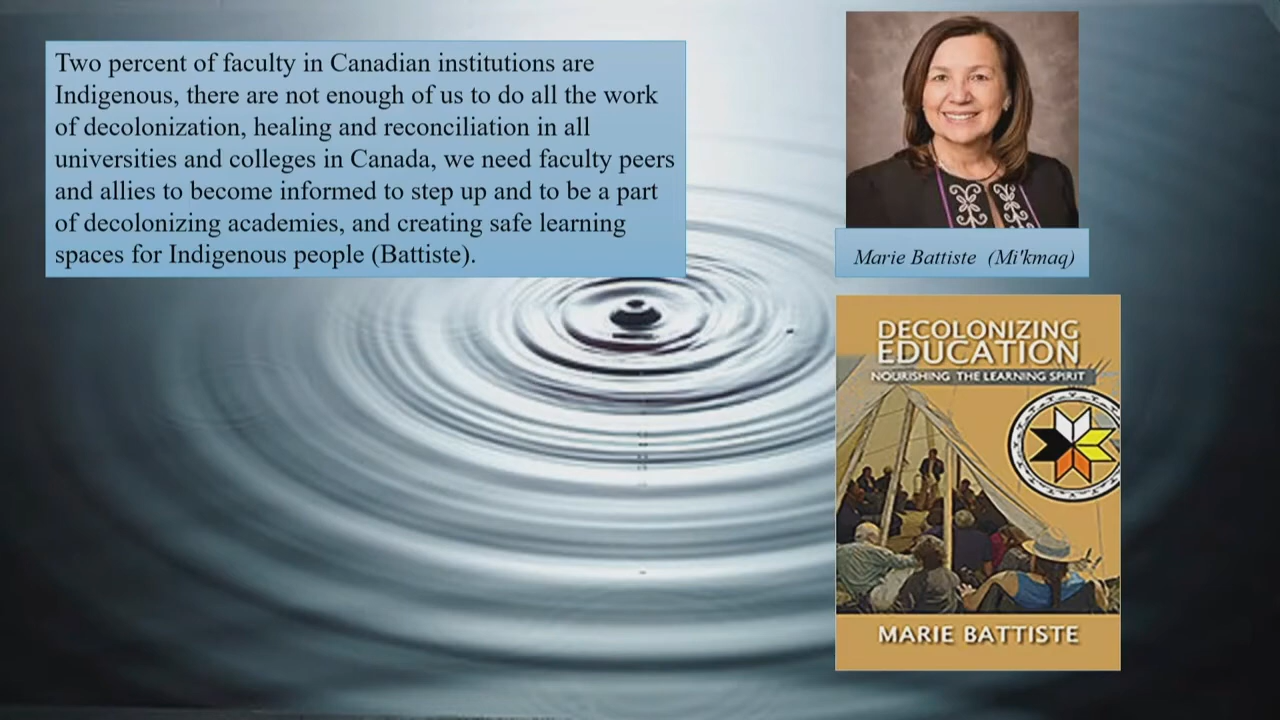 Two percent of faculty in Canadian institutions are
Indigenous, there are not enough of us to do all the work
of decolonization, healing and reconciliation in all
universities and colleges in Canada, we need faculty peers
and allies to become informed to step up and to be a part
of decolonizing academies, and creating safe learning
spaces for Indigenous people (Battiste).
Marie Battiste (Mi'kmaq)
DECOLONIZING
EDUCATION
NOURISHING THE LEARNING SPIRIT
MARIE BATTISTE